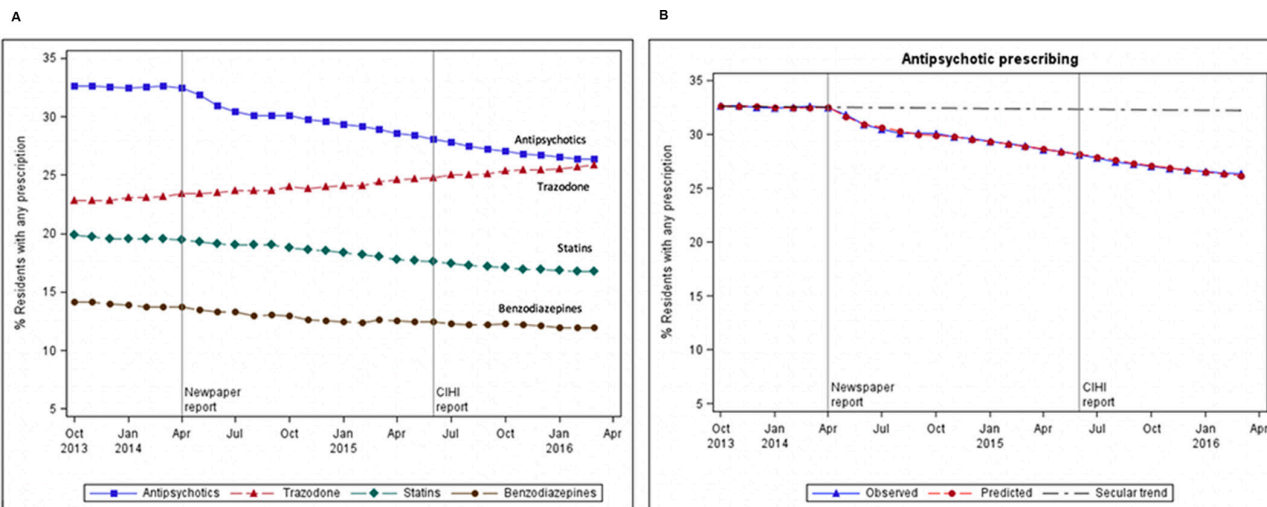 A
35
30
25
20
15
10
5
% Residents with any prescription
Antipsychotics
Trazodone
Statins
Benzodiazepines
Newpaper
report
CIHI
report
Oct Jan Apr Jul Oct Jan Apr Jul Oct Jan Apr
2013 2014 2015 2016
Antipsychotics Trazodone Statins Benzodiazepines
B
Antipsychotic prescribing
35
30
25
20
15
10
5
% Residents with any prescription
Newspaper
report
CIHI
report
Oct Jan Apr Jul Oct Jan Apr Jul Oct Jan Apr
2013 2014 2015 2016
Observed Predicted Secular trend